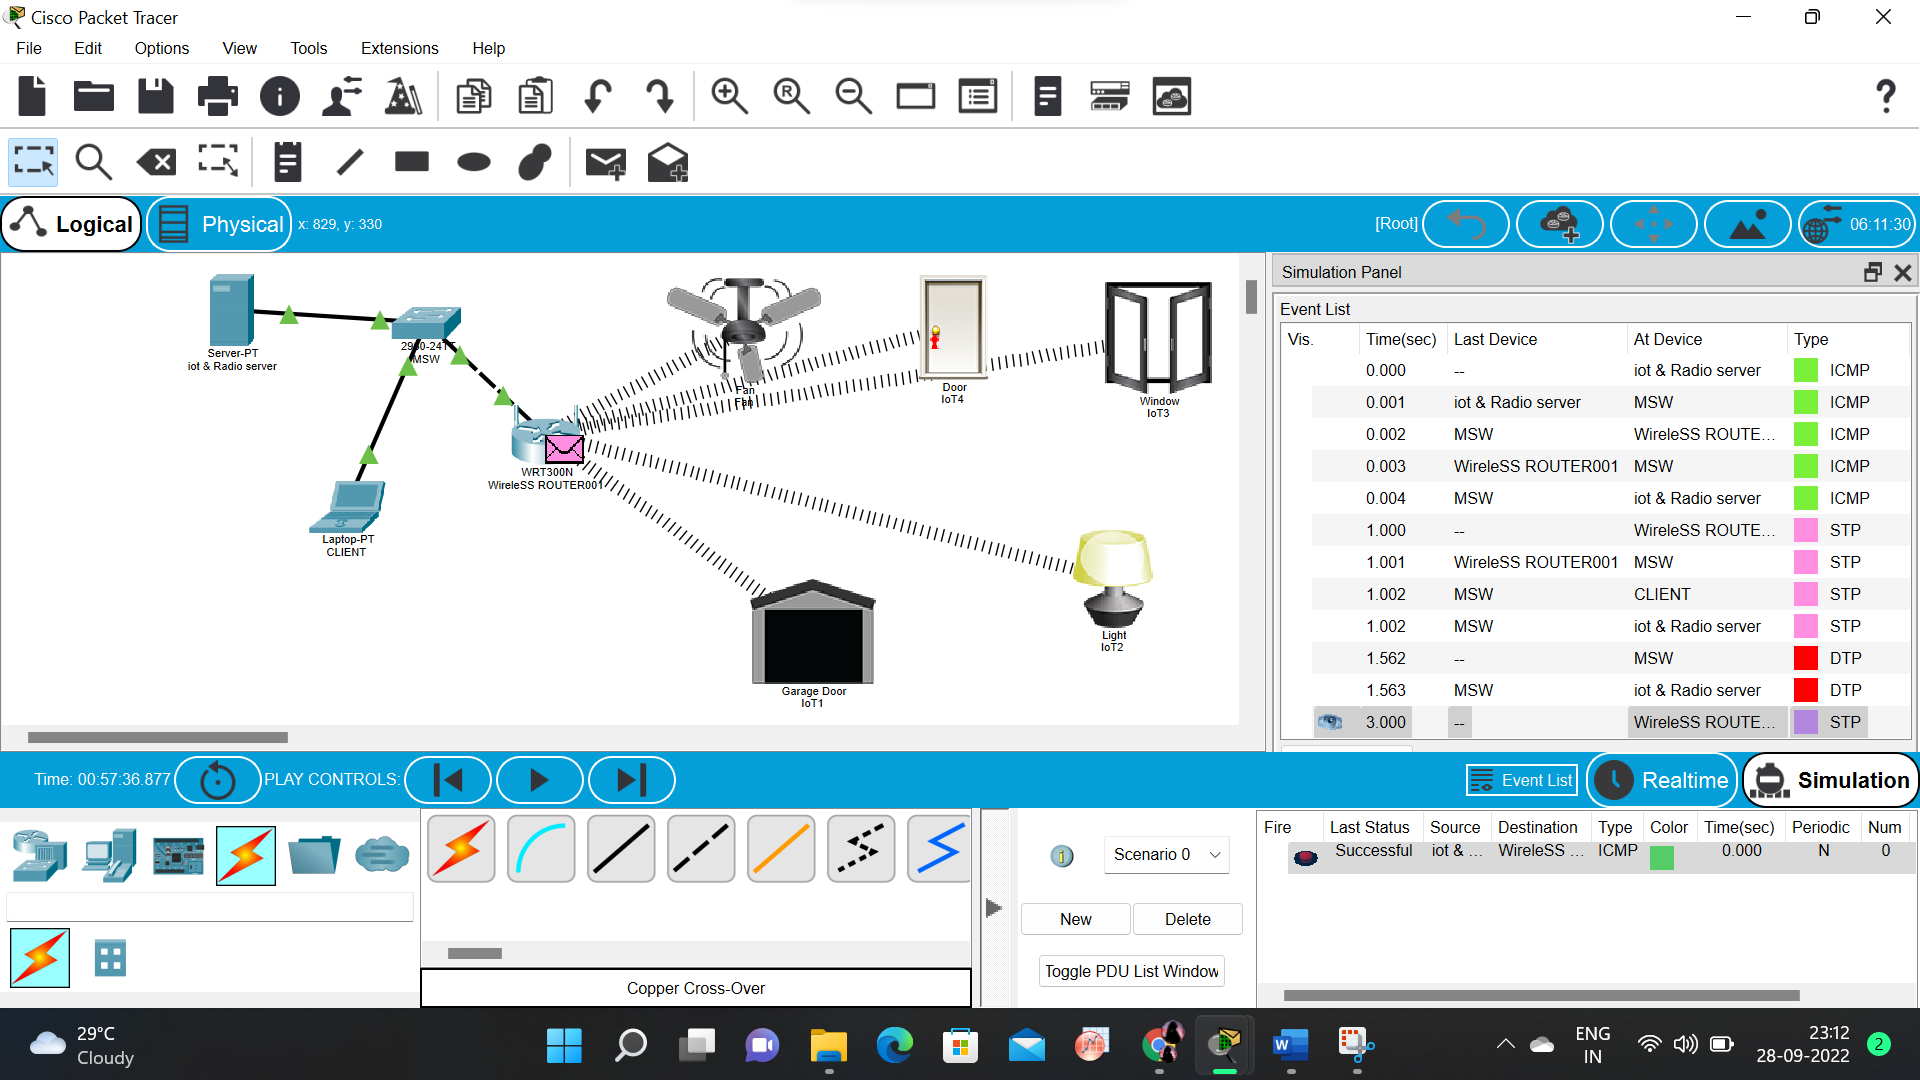 Cisco Packet Tracer
File Edit Options View Tools Extensions Help
Logical Physical x: 829, y: 330 [Root] 06:11:30
Server-PT
iot & Radio server
MSW
Laptop-PT
CLIENT
WRT300N
WireleSS ROUTER001
Fan
Fan
Door
IoT4
Window
IoT3
Light
IoT2
Garage Door
IoT1
Simulation Panel
Event List
Vis. Time(sec) Last Device At Device Type
0.000 -- iot & Radio server ICMP
0.001 iot & Radio server MSW ICMP
0.002 MSW WireleSS ROUTE... ICMP
0.003 WireleSS ROUTER001 MSW ICMP
0.004 MSW iot & Radio server ICMP
1.000 -- WireleSS ROUTE... STP
1.001 WireleSS ROUTER001 MSW STP
1.002 MSW CLIENT STP
1.002 MSW iot & Radio server STP
1.562 -- MSW DTP
1.563 MSW iot & Radio server DTP
3.000 -- WireleSS ROUTE... STP
Time: 00:57:36.877 PLAY CONTROLS: Event List Realtime Simulation
Scenario 0
New Delete
Toggle PDU List Window
Copper Cross-Over
Fire Last Status Source Destination Type Color Time(sec) Periodic Num
Successful iot & ... WireleSS ... ICMP 0.000 N 0
29°C
Cloudy
ENG
IN
23:12
28-09-2022
2